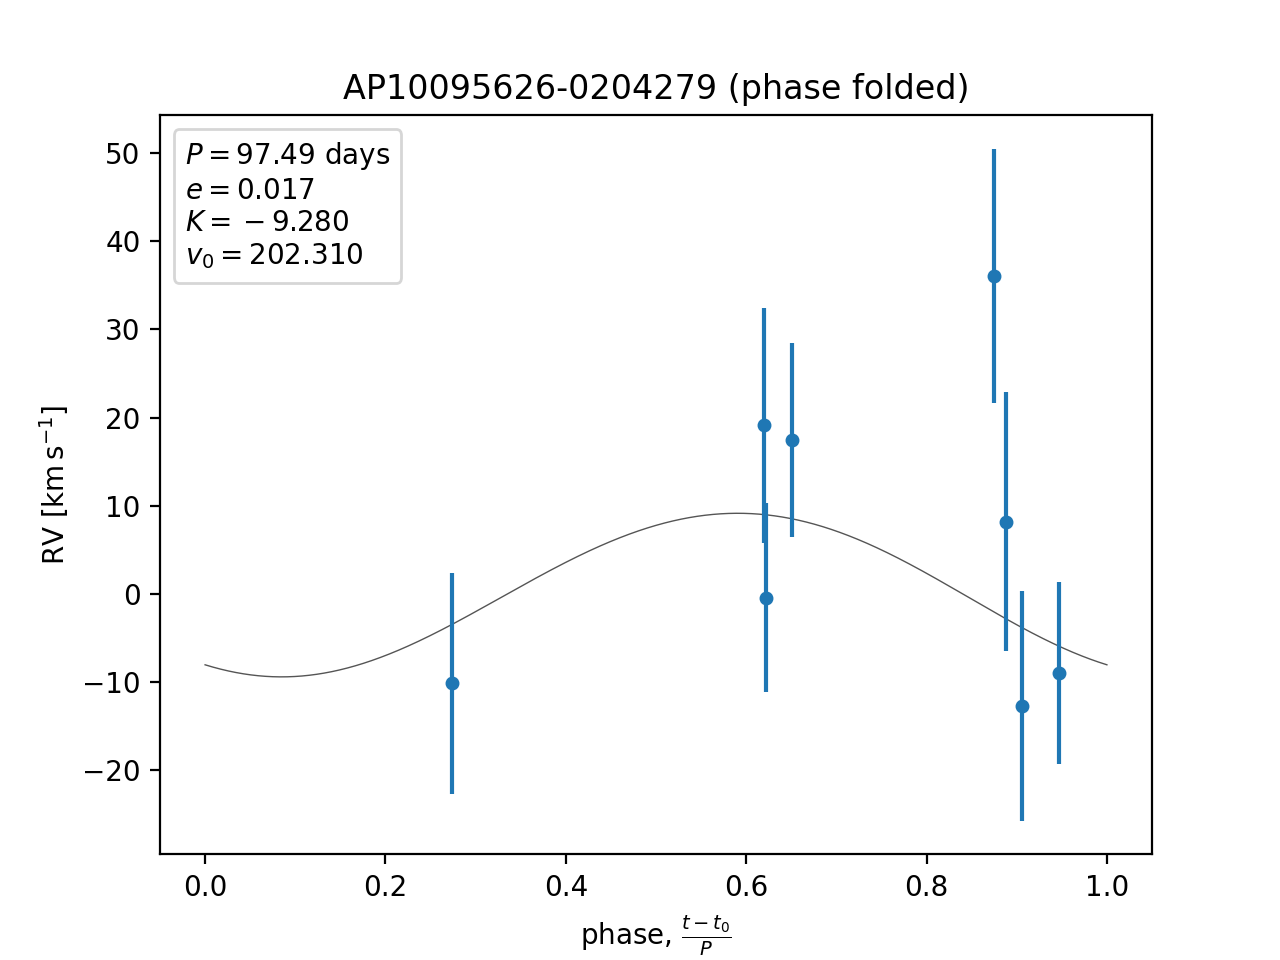 AP10095626-0204279 (phase folded)
P = 97.49 days
e = 0.017
K = −9.280
v₀ = 202.310
50
40
30
20
10
0
−10
−20
RV [km s⁻¹]
0.0 0.2 0.4 0.6 0.8 1.0
phase, (t − t₀)/P